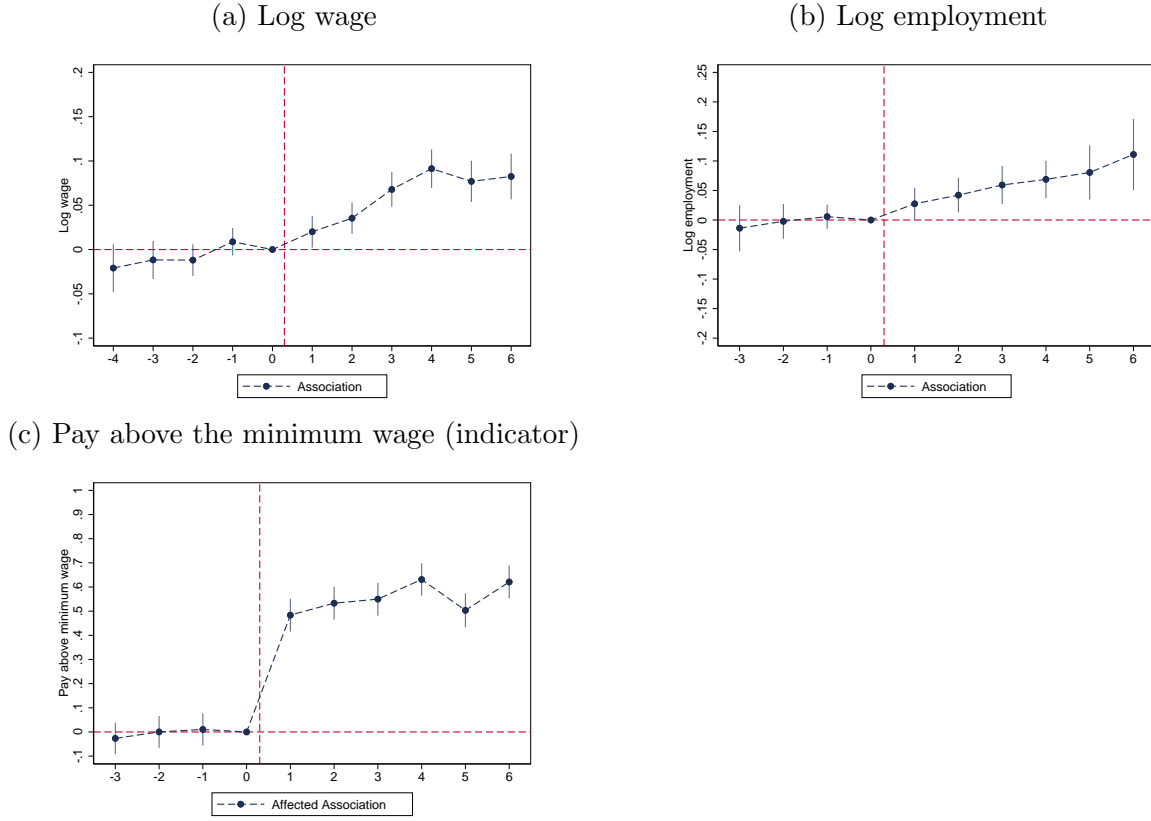 (a) Log wage
Log wage
.2
.15
.1
.05
0
-.05
-.1
-4 -3 -2 -1 0 1 2 3 4 5 6
Association
(b) Log employment
Log employment
.25
.2
.15
.1
.05
0
-.05
-.1
-.15
-.2
-3 -2 -1 0 1 2 3 4 5 6
Association
(c) Pay above the minimum wage (indicator)
Pay above minimum wage
1
.9
.8
.7
.6
.5
.4
.3
.2
.1
0
-.1
-3 -2 -1 0 1 2 3 4 5 6
Affected Association